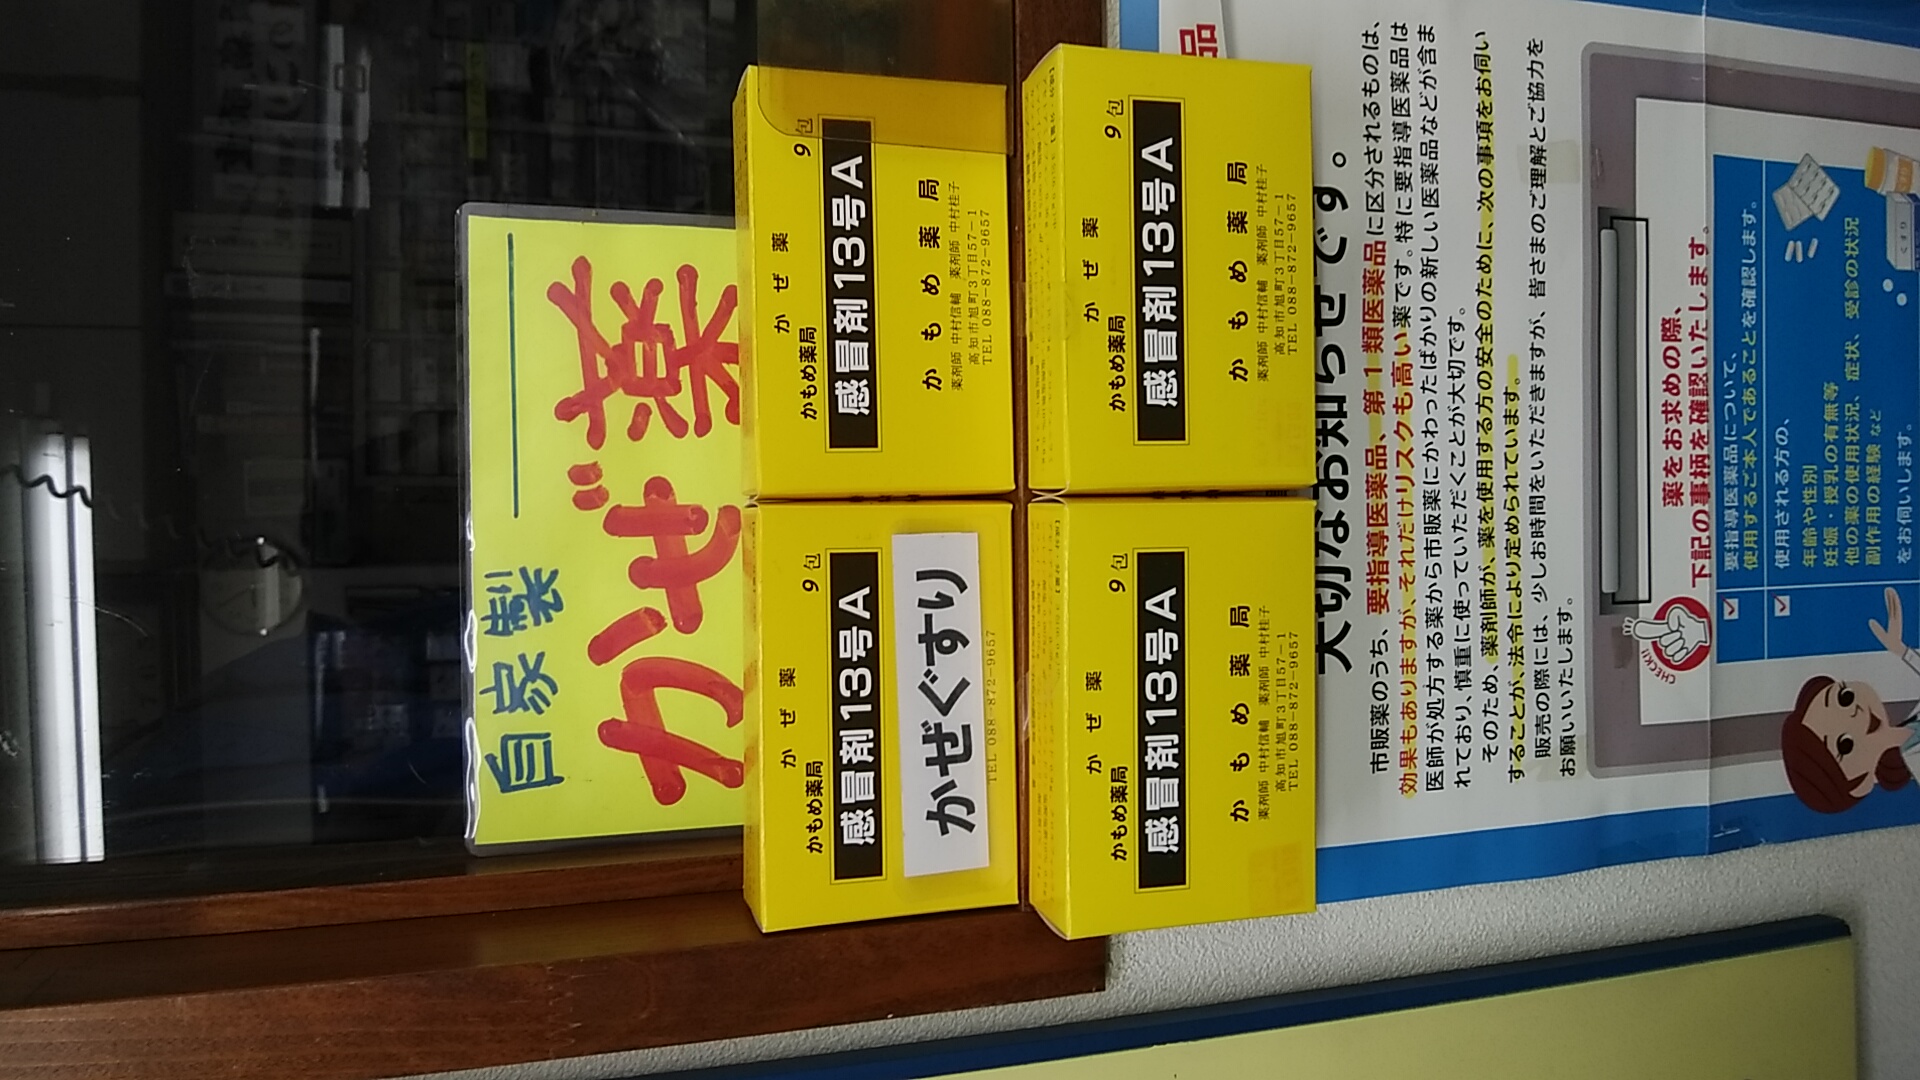 自家製
かぜ薬
かぜ薬 9包
かもめ薬局
感冒剤13号A
かもめ薬局
薬剤師 中村信輔 薬剤師 中村桂子
高知市旭町3丁目57-1
TEL 088-872-9657
かぜ薬 9包
かもめ薬局
感冒剤13号A
かぜぐすり
TEL 088-872-9657
かぜ薬 9包
かもめ薬局
感冒剤13号A
かもめ薬局
薬剤師 中村信輔 薬剤師 中村桂子
高知市旭町3丁目57-1
TEL 088-872-9657
かぜ薬 9包
かもめ薬局
感冒剤13号A
かもめ薬局
薬剤師 中村信輔 薬剤師 中村桂子
高知市旭町3丁目57-1
TEL 088-872-9657
品
大切なお知らせです。
市販薬のうち、要指導医薬品、第1類医薬品に区分されるものは、
効果もありますが、それだけリスクも高い薬です。特に要指導医薬品は
医師が処方する薬から市販薬にかわったばかりの新しい医薬品などが含ま
れており、慎重に使っていただくことが大切です。
そのため、薬剤師が、薬を使用する方の安全のために、次の事項をお伺い
することが、法令により定められています。
販売の際には、少しお時間をいただきますが、皆さまのご理解とご協力を
お願いいたします。
CHECK!!
薬をお求めの際、
下記の事柄を確認いたします。
要指導医薬品について、
使用するご本人であることを確認します。
使用される方の、
年齢や性別
妊娠・授乳の有無等
他の薬の使用状況、症状、受診の状況
副作用の経験 など
をお伺いします。
くすり